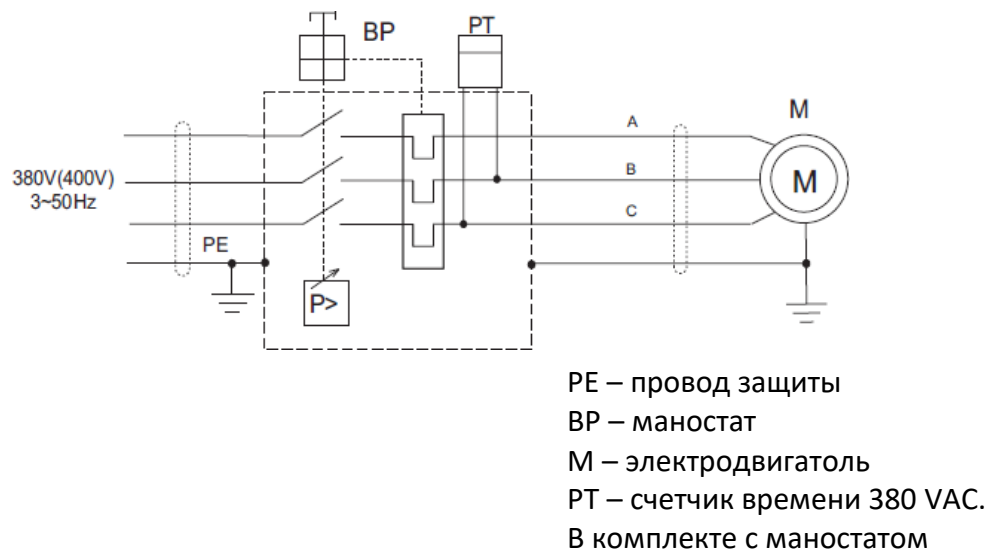 BP
PT
M
A
380V(400V)
3~50Hz
B
M
C
PE
P>
PE – провод защиты
BP – маностат
М – электродвигатоль
PT – счетчик времени 380 VAC.
В комплекте с маностатом